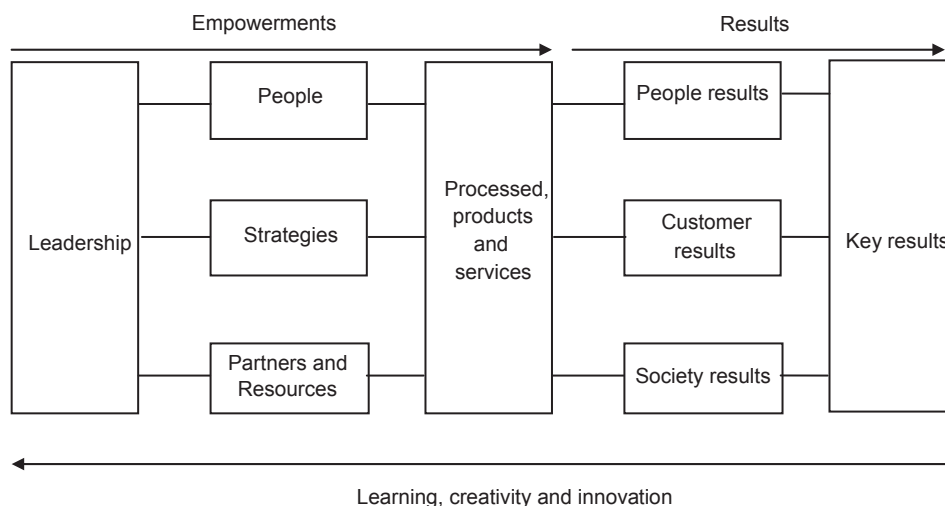 Empowerments
Results
Leadership
People
Strategies
Partners and
Resources
Processed,
products
and
services
People results
Customer
results
Society results
Key results
Learning, creativity and innovation